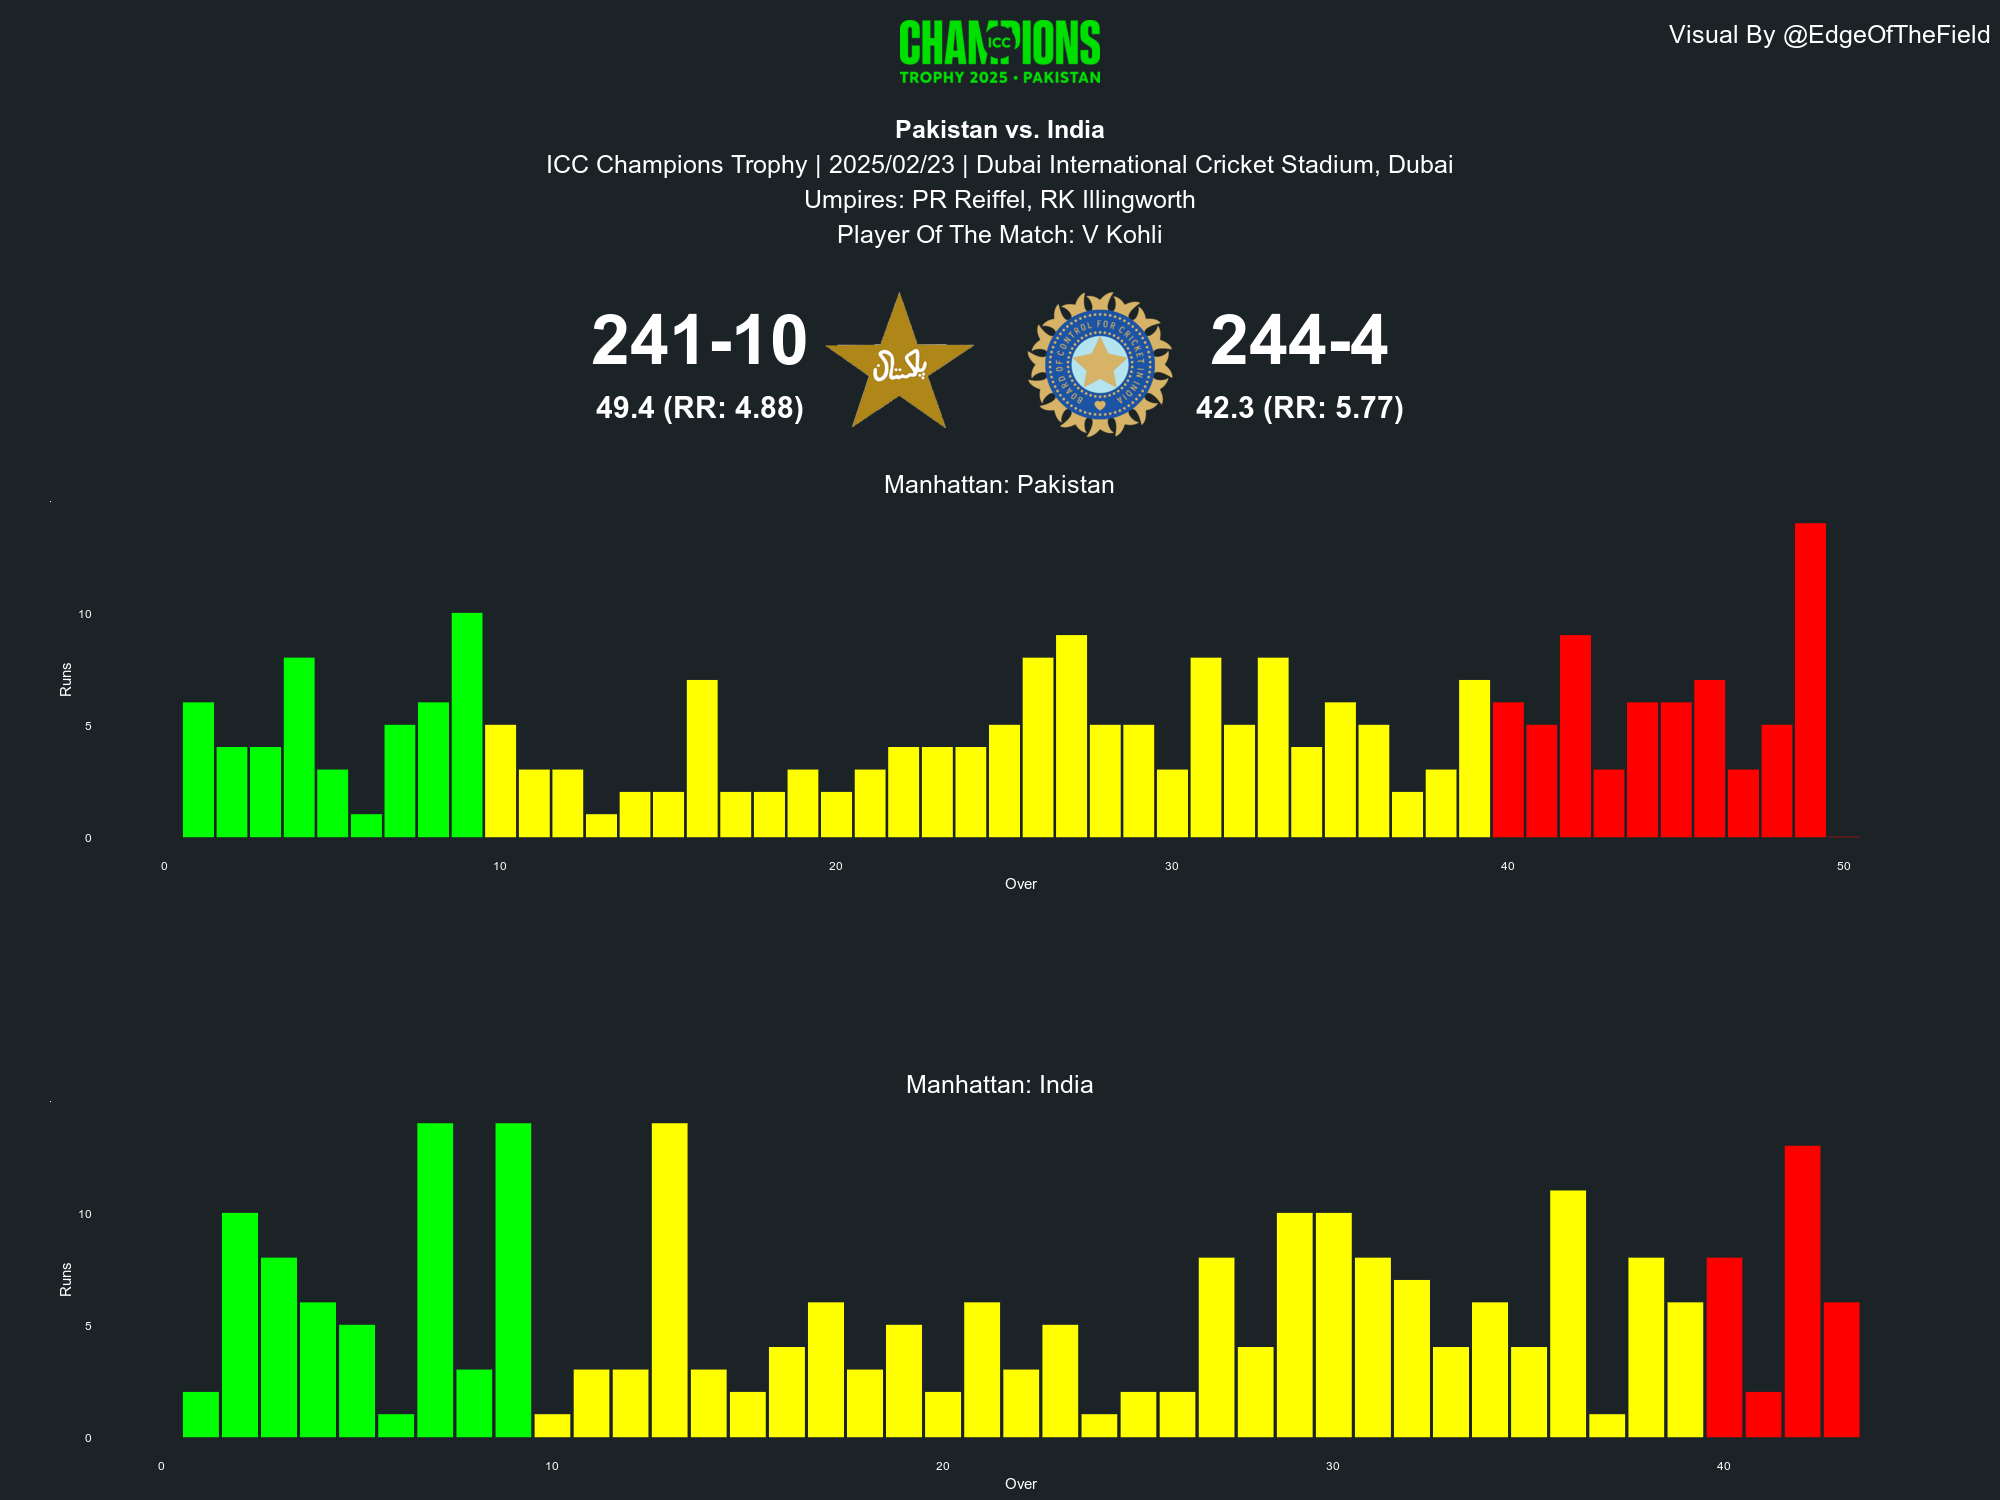 CHAMPIONS
ICC
TROPHY 2025 · PAKISTAN
Visual By @EdgeOfTheField
Pakistan vs. India
ICC Champions Trophy | 2025/02/23 | Dubai International Cricket Stadium, Dubai
Umpires: PR Reiffel, RK Illingworth
Player Of The Match: V Kohli
241-10
49.4 (RR: 4.88)
پاکستان
BOARD OF CONTROL FOR CRICKET IN INDIA
244-4
42.3 (RR: 5.77)
Manhattan: Pakistan
10
5
0
Runs
0 10 20 30 40 50
Over
Manhattan: India
10
5
0
Runs
0 10 20 30 40
Over